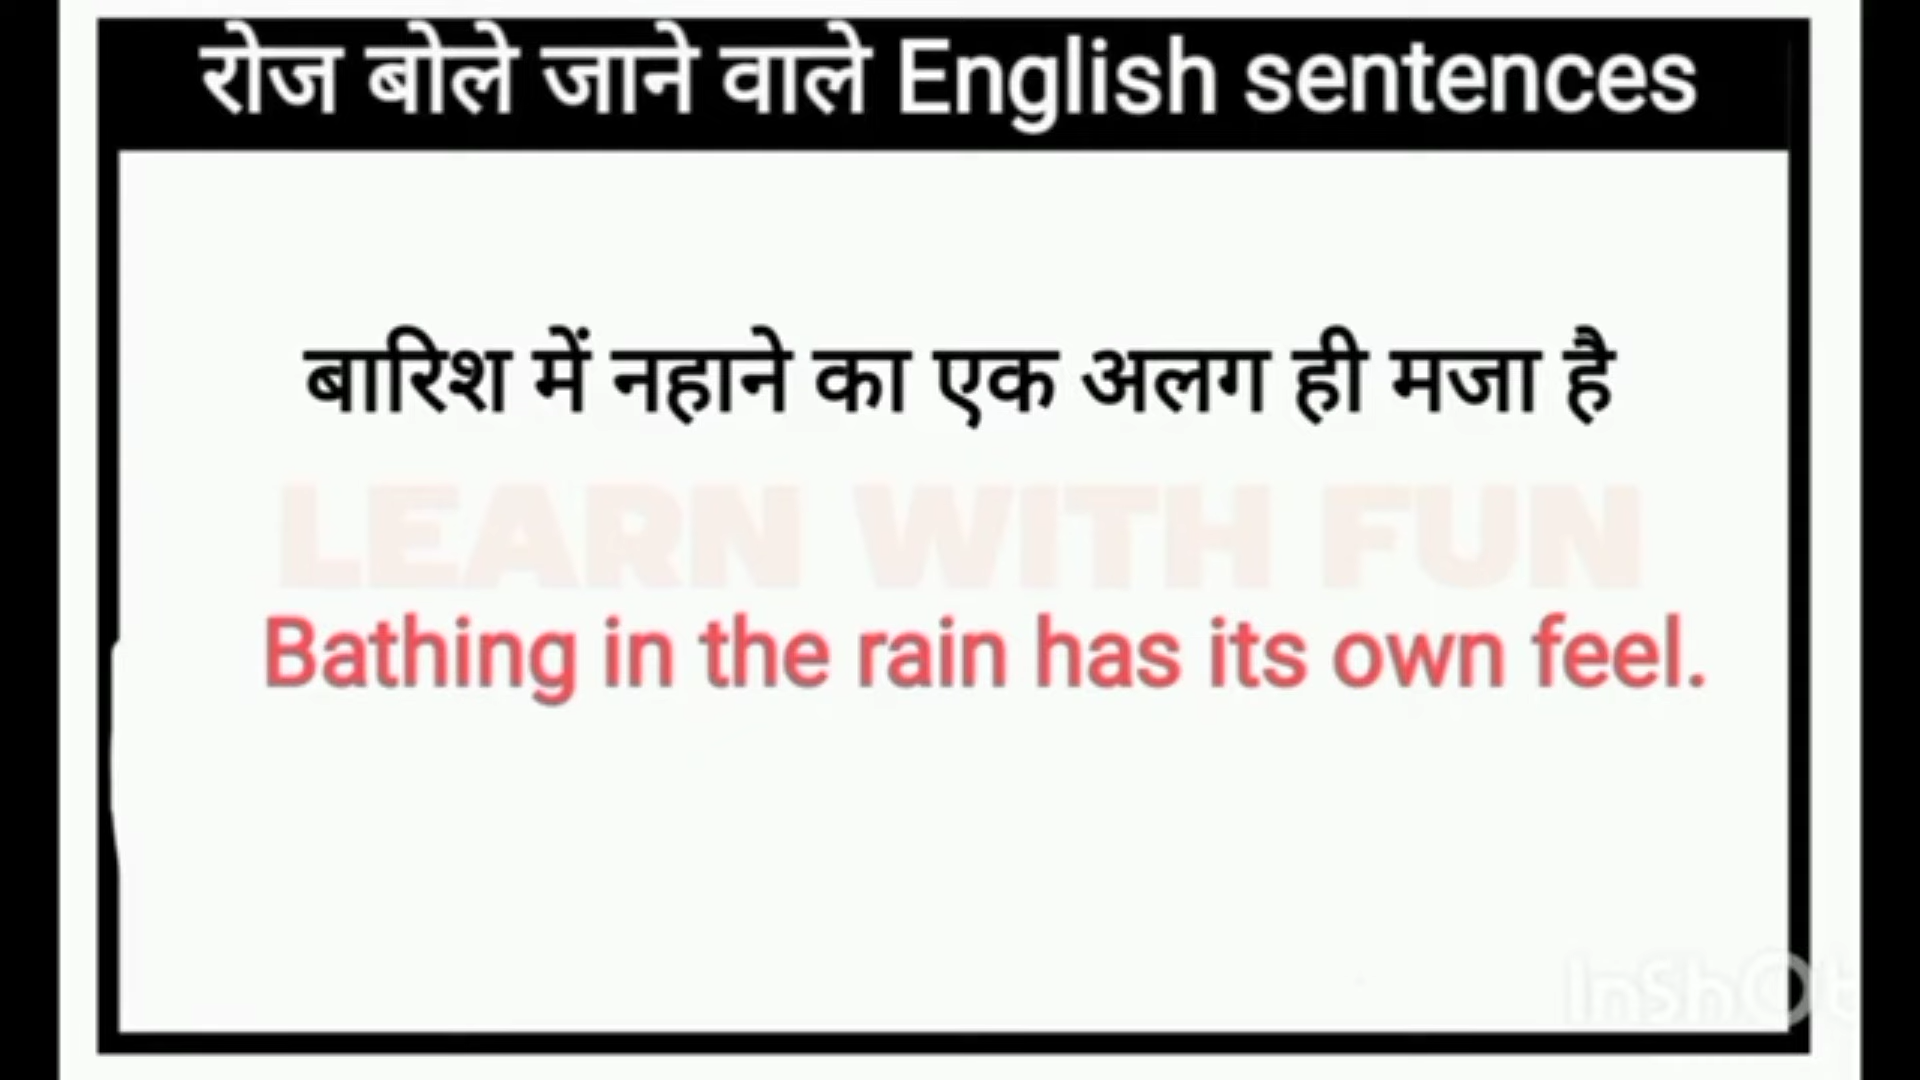 रोज बोले जाने वाले English sentences
बारिश में नहाने का एक अलग ही मजा है
LEARN WITH FUN
Bathing in the rain has its own feel.
InShOt